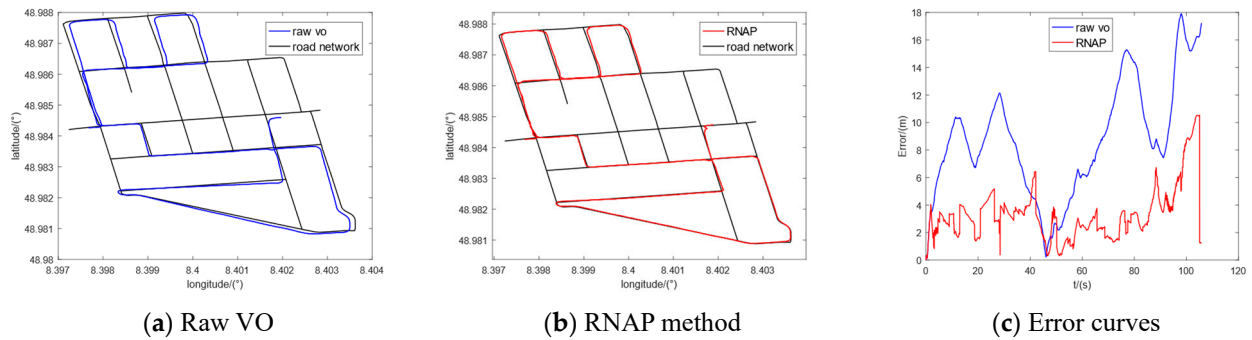 48.988
48.987
48.986
48.985
48.984
48.983
48.982
48.981
48.98
latitude/(°)
raw vo
road network
8.397 8.398 8.399 8.4 8.401 8.402 8.403 8.404
longitude/(°)
(a) Raw VO
48.988
48.987
48.986
48.985
48.984
48.983
48.982
48.981
48.98
latitude/(°)
RNAP
road network
8.397 8.398 8.399 8.4 8.401 8.402 8.403
longitude/(°)
(b) RNAP method
18
16
14
12
10
8
6
4
2
0
Error/(m)
raw vo
RNAP
0 20 40 60 80 100 120
t/(s)
(c) Error curves